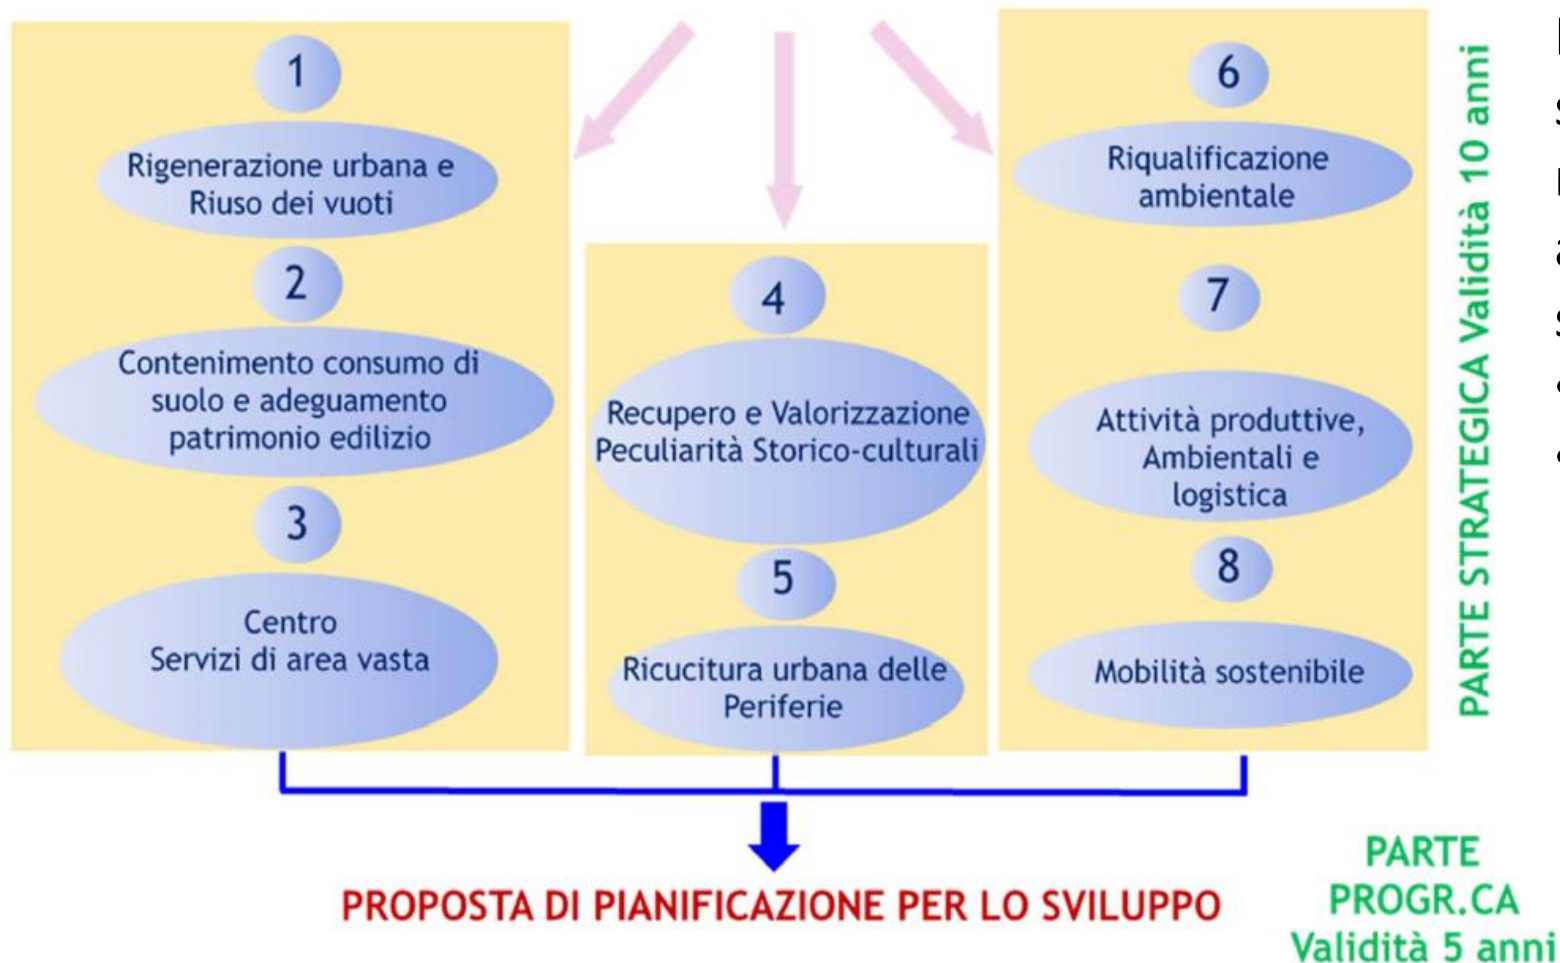 1
Rigenerazione urbana e
Riuso dei vuoti
2
Contenimento consumo di
suolo e adeguamento
patrimonio edilizio
3
Centro
Servizi di area vasta
4
Recupero e Valorizzazione
Peculiarità Storico-culturali
5
Ricucitura urbana delle
Periferie
6
Riqualificazione
ambientale
7
Attività produttive,
Ambientali e
logistica
8
Mobilità sostenibile
PARTE STRATEGICA Validità 10 anni
PROPOSTA DI PIANIFICAZIONE PER LO SVILUPPO
PARTE
PROGR.CA
Validità 5 anni